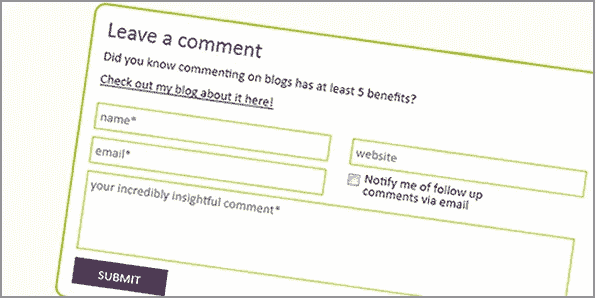 Leave a comment
Did you know commenting on blogs has at least 5 benefits?
Check out my blog about it here!
name*
website
email*
Notify me of follow up
comments via email
your incredibly insightful comment*
SUBMIT